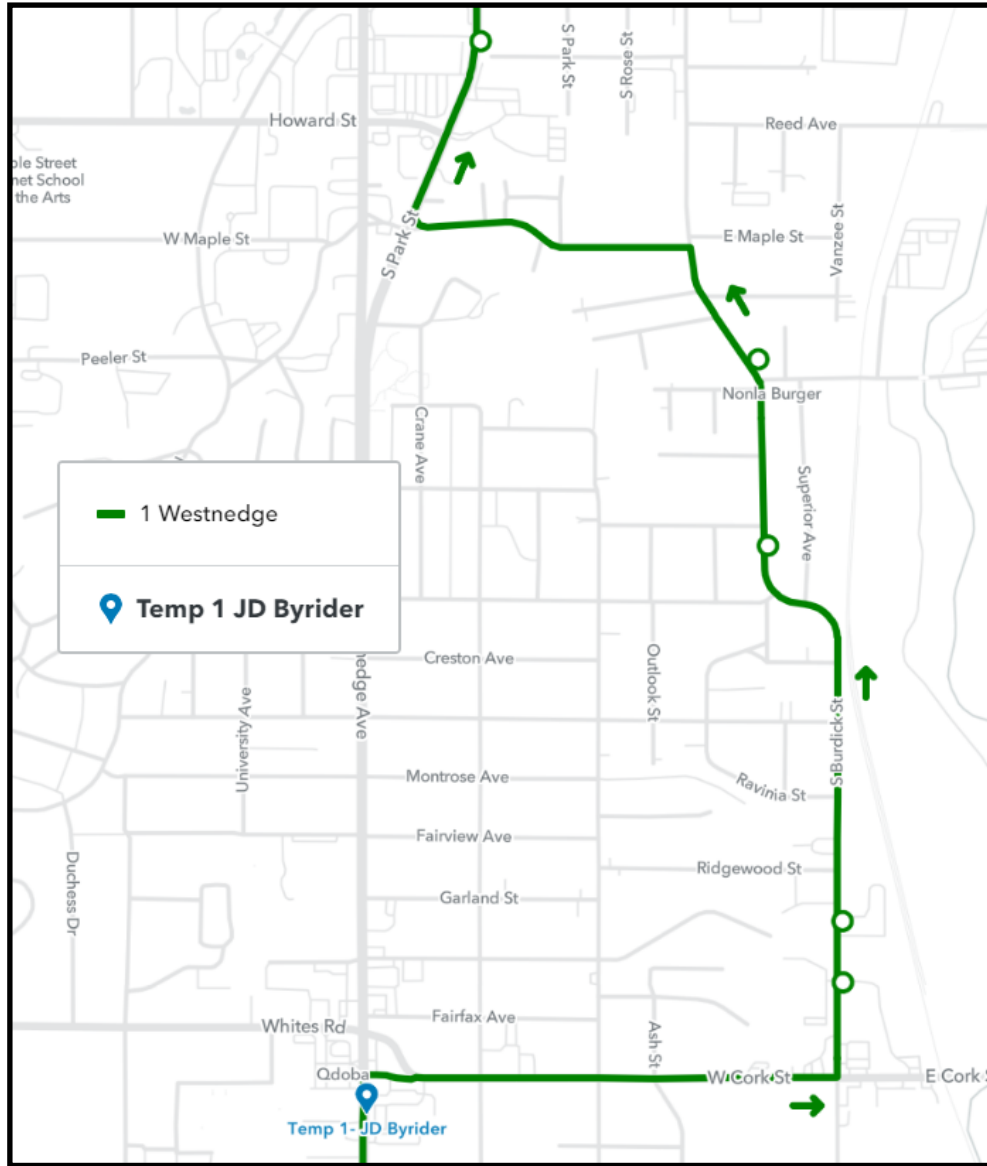 S Park St
S Rose St
Howard St
Reed Ave
ple Street
net School
the Arts
W Maple St
S Park St
E Maple St
Vanzee St
Peeler St
Nonla Burger
Crane Ave
Superior Ave
1 Westnedge
Temp 1 JD Byrider
Creston Ave
Outlook St
nedge Ave
University Ave
S Burdick St
Montrose Ave
Ravinia St
Fairview Ave
Duchess Dr
Ridgewood St
Garland St
Whites Rd
Fairfax Ave
Ash St
Qdoba
W Cork St
E Cork S
Temp 1- JD Byrider